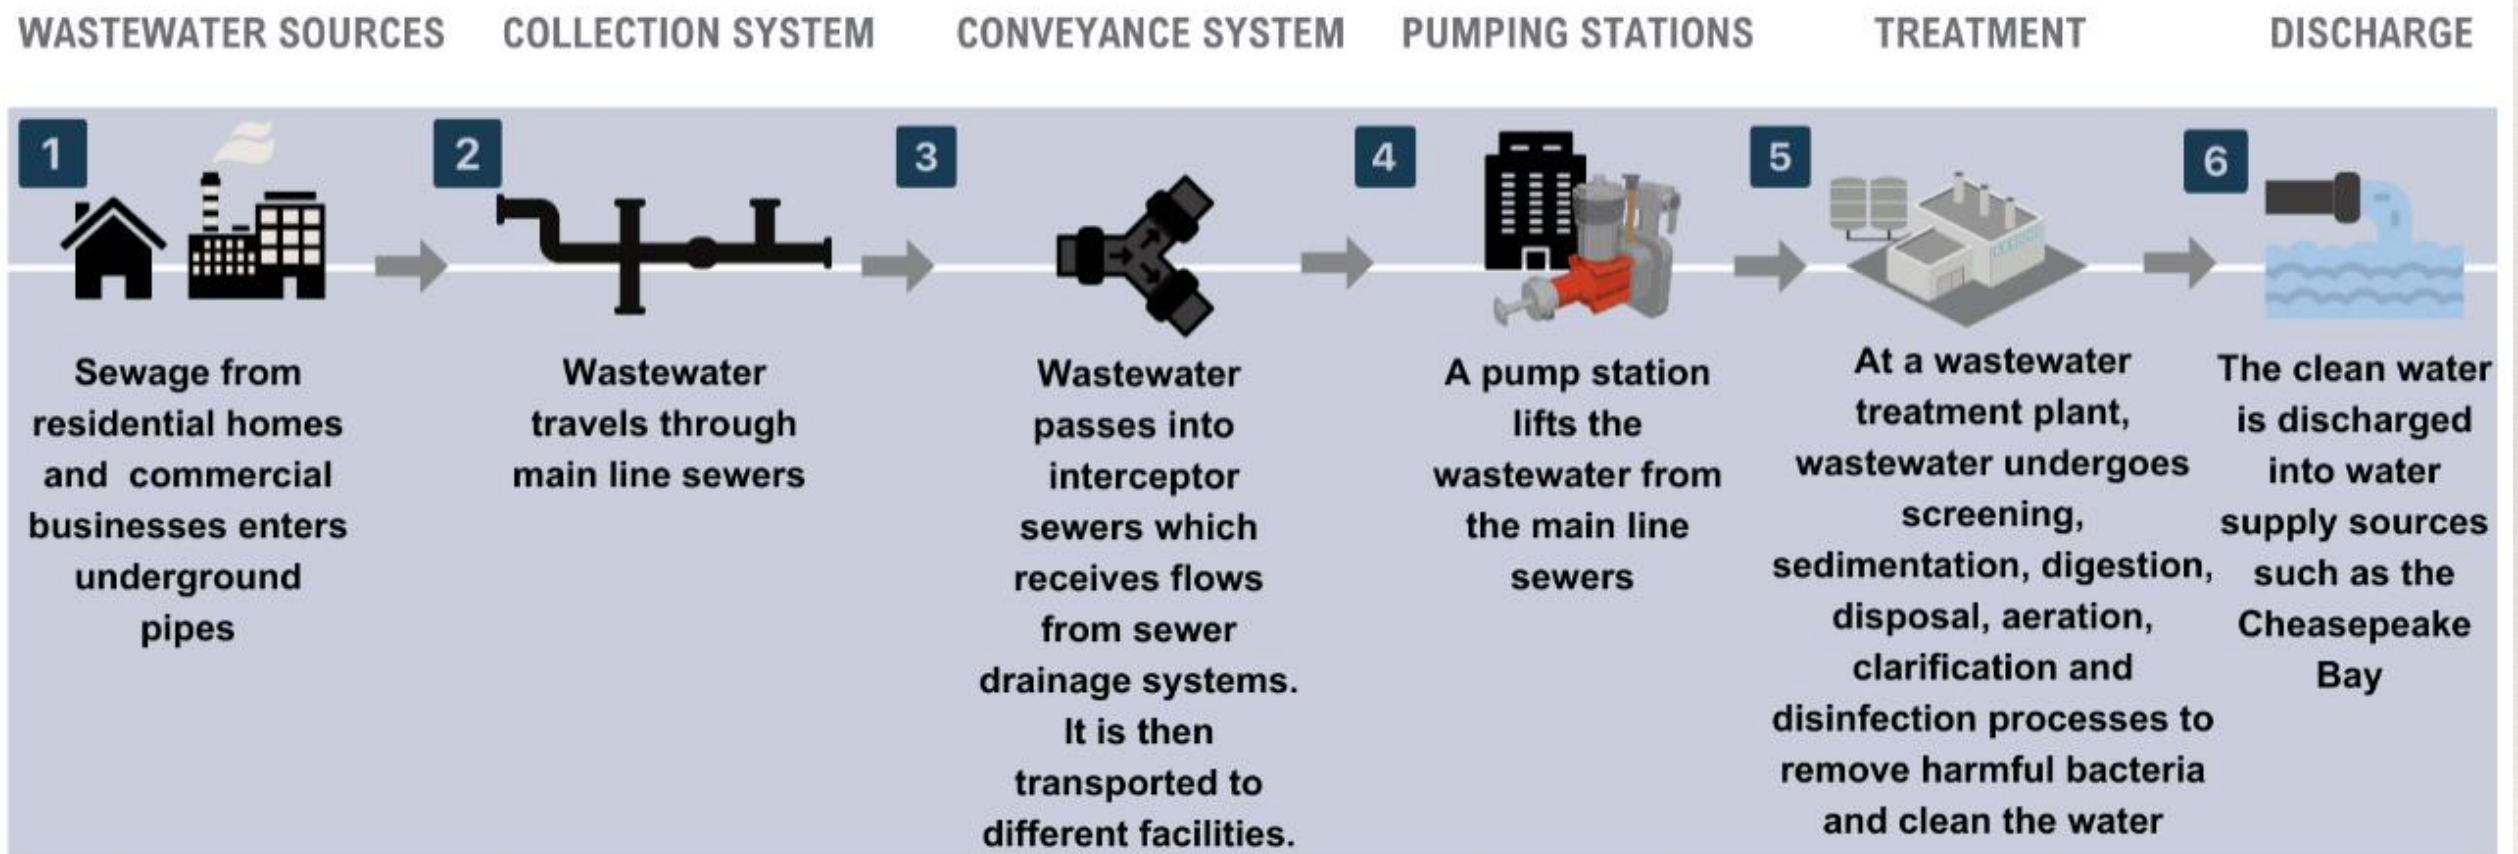 WASTEWATER SOURCES
COLLECTION SYSTEM
CONVEYANCE SYSTEM
PUMPING STATIONS
TREATMENT
DISCHARGE
1
Sewage from
residential homes
and commercial
businesses enters
underground
pipes
2
Wastewater
travels through
main line sewers
3
Wastewater
passes into
interceptor
sewers which
receives flows
from sewer
drainage systems.
It is then
transported to
different facilities.
4
A pump station
lifts the
wastewater from
the main line
sewers
5
At a wastewater
treatment plant,
wastewater undergoes
screening,
sedimentation, digestion,
disposal, aeration,
clarification and
disinfection processes to
remove harmful bacteria
and clean the water
6
The clean water
is discharged
into water
supply sources
such as the
Cheasepeake
Bay